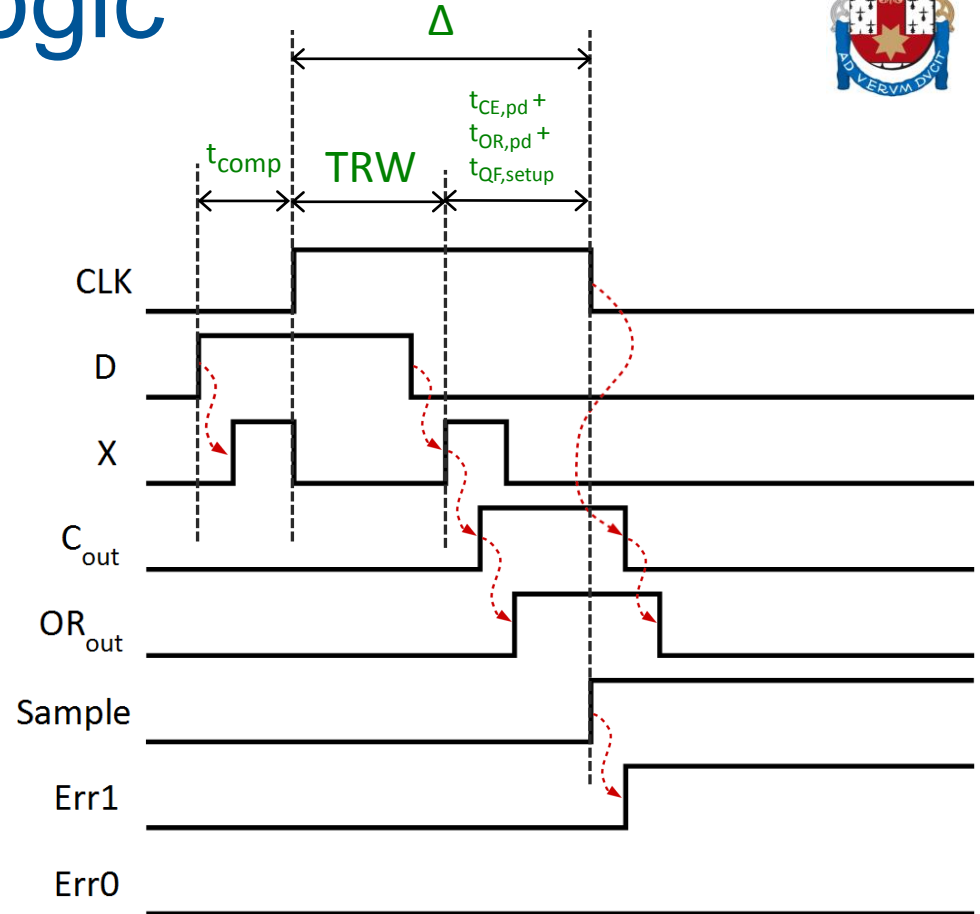 ogic
Δ
t_CE,pd +
t_OR,pd +
t_QF,setup
t_comp
TRW
CLK
D
X
C_out
OR_out
Sample
Err1
Err0
AD VERVM DVCIT